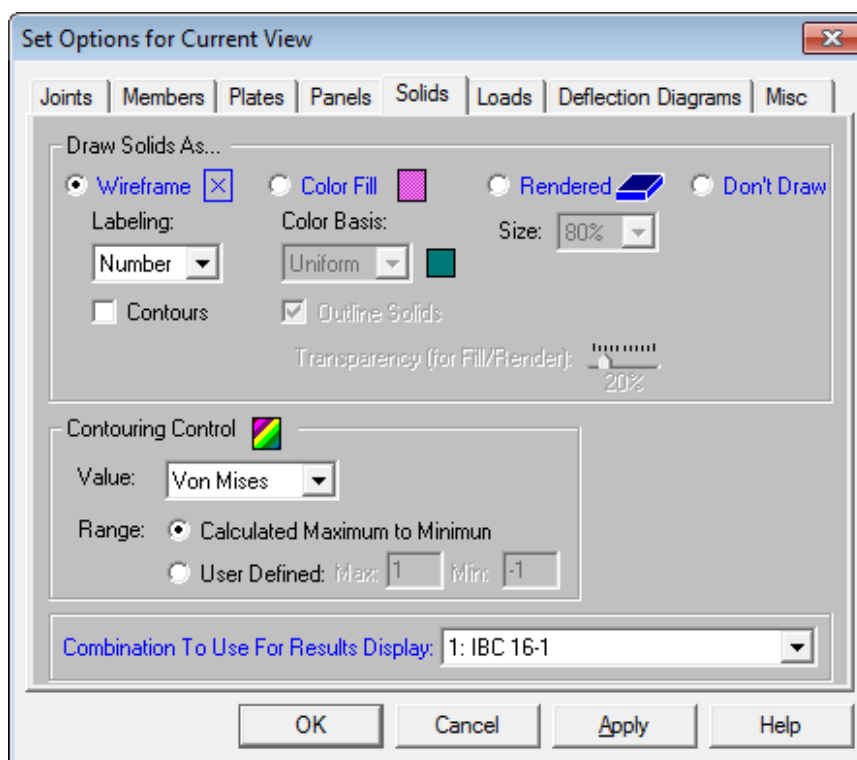 Set Options for Current View
Joints Members Plates Panels Solids Loads Deflection Diagrams Misc
Draw Solids As...
Wireframe Color Fill Rendered Don't Draw
Labeling: Color Basis: Size: 80%
Number Uniform
Contours Outline Solids
Transparency (for Fill/Render):
20%
Contouring Control
Value: Von Mises
Range: Calculated Maximum to Minimun
User Defined: Max: 1 Min: -1
Combination To Use For Results Display: 1: IBC 16-1
OK Cancel Apply Help